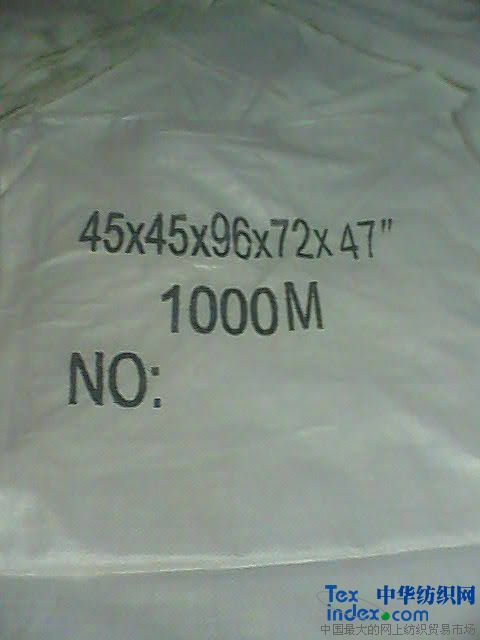 45x45x96x72x47"
1000M
NO:
Tex 中华纺织网
index.com
中国最大的网上纺织贸易市场